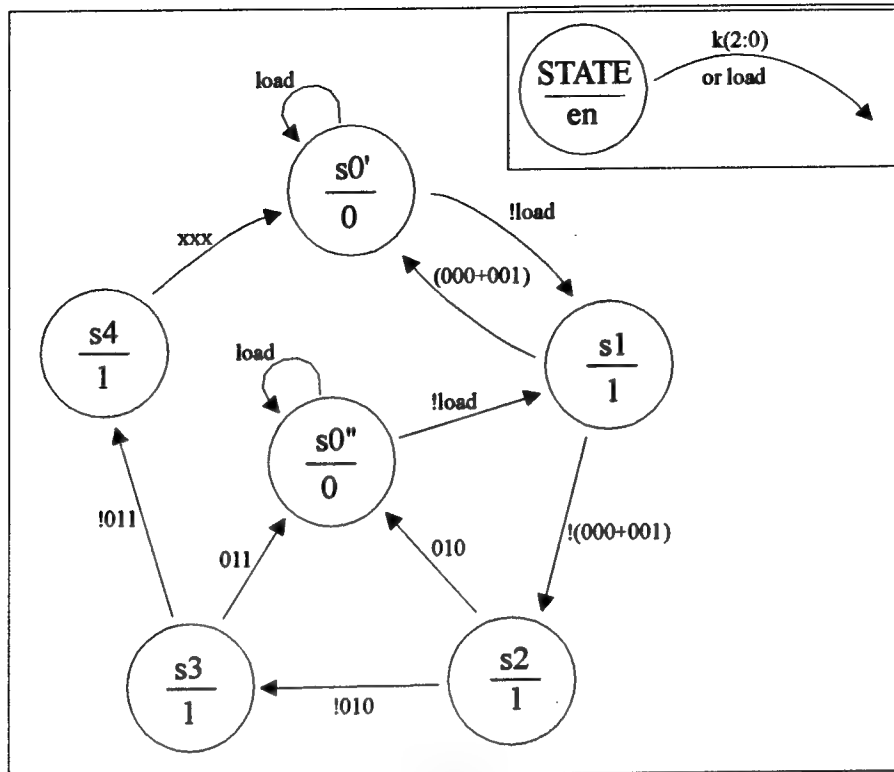 STATE
en
k(2:0)
or load
load
s0'
0
!load
xxx
(000+001)
s4
1
s1
1
load
!load
s0"
0
!011
011
010
!(000+001)
s3
1
!010
s2
1